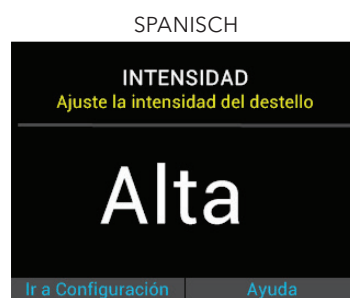 SPANISCH
INTENSIDAD
Ajuste la intensidad del destello
Alta
Ir a Configuración Ayuda